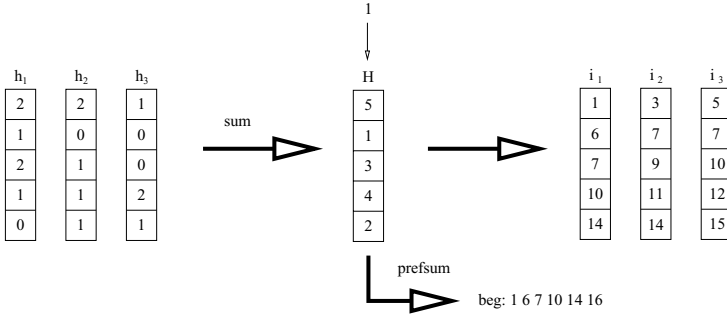 1
h1 h2 h3 H i1 i2 i3
2 2 1 5 1 3 5
sum
1 0 0 1 6 7 7
2 1 0 3 7 9 10
1 1 2 4 10 11 12
0 1 1 2 14 14 15
prefsum
beg: 1 6 7 10 14 16